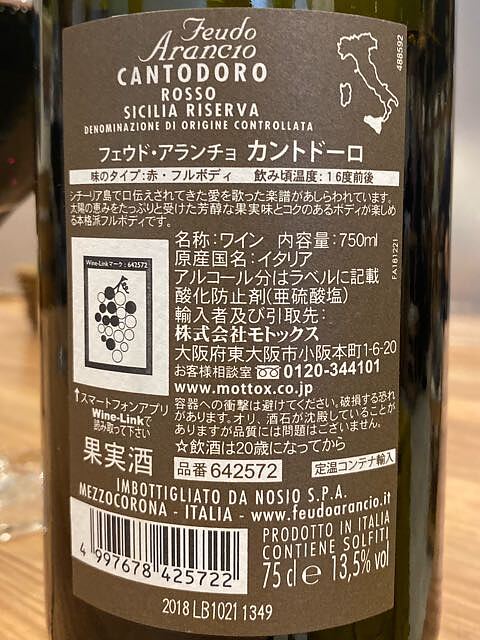 Feudo
Arancio
CANTODORO
ROSSO
SICILIA RISERVA
DENOMINAZIONE DI ORIGINE CONTROLLATA
488592
フェウド・アランチョ カントドーロ
味のタイプ:赤・フルボディ 飲み頃温度:16度前後
シチーリア島で口伝えされてきた愛を歌った楽譜があしらわれています。
太陽の恵みをたっぷりと受けた芳醇な果実味とコクのあるボディが楽しめ
る本格派フルボディです。
Wine-Linkマーク:642572
名称:ワイン 内容量:750ml
原産国名:イタリア
アルコール分はラベルに記載
酸化防止剤(亜硫酸塩)
輸入者及び引取先:
株式会社モトックス
大阪府東大阪市小阪本町1-6-20
お客様相談室 0120-344101
www.mottox.co.jp
FA181221
↑スマートフォンアプリ
Wine-Linkで
読み取って下さい
容器への衝撃は避けてください。破損する恐れ
があります。オリ、酒石が沈殿していることが
ありますが品質には問題はございません。
☆飲酒は20歳になってから
果実酒
品番 642572
定温コンテナ輸入
IMBOTTIGLIATO DA NOSIO S.P.A.
MEZZOCORONA - ITALIA - www.feudoarancio.it
4 997678 425722
PRODOTTO IN ITALIA
CONTIENE SOLFITI
75 cl e 13,5% vol
2018 LB1021 1349